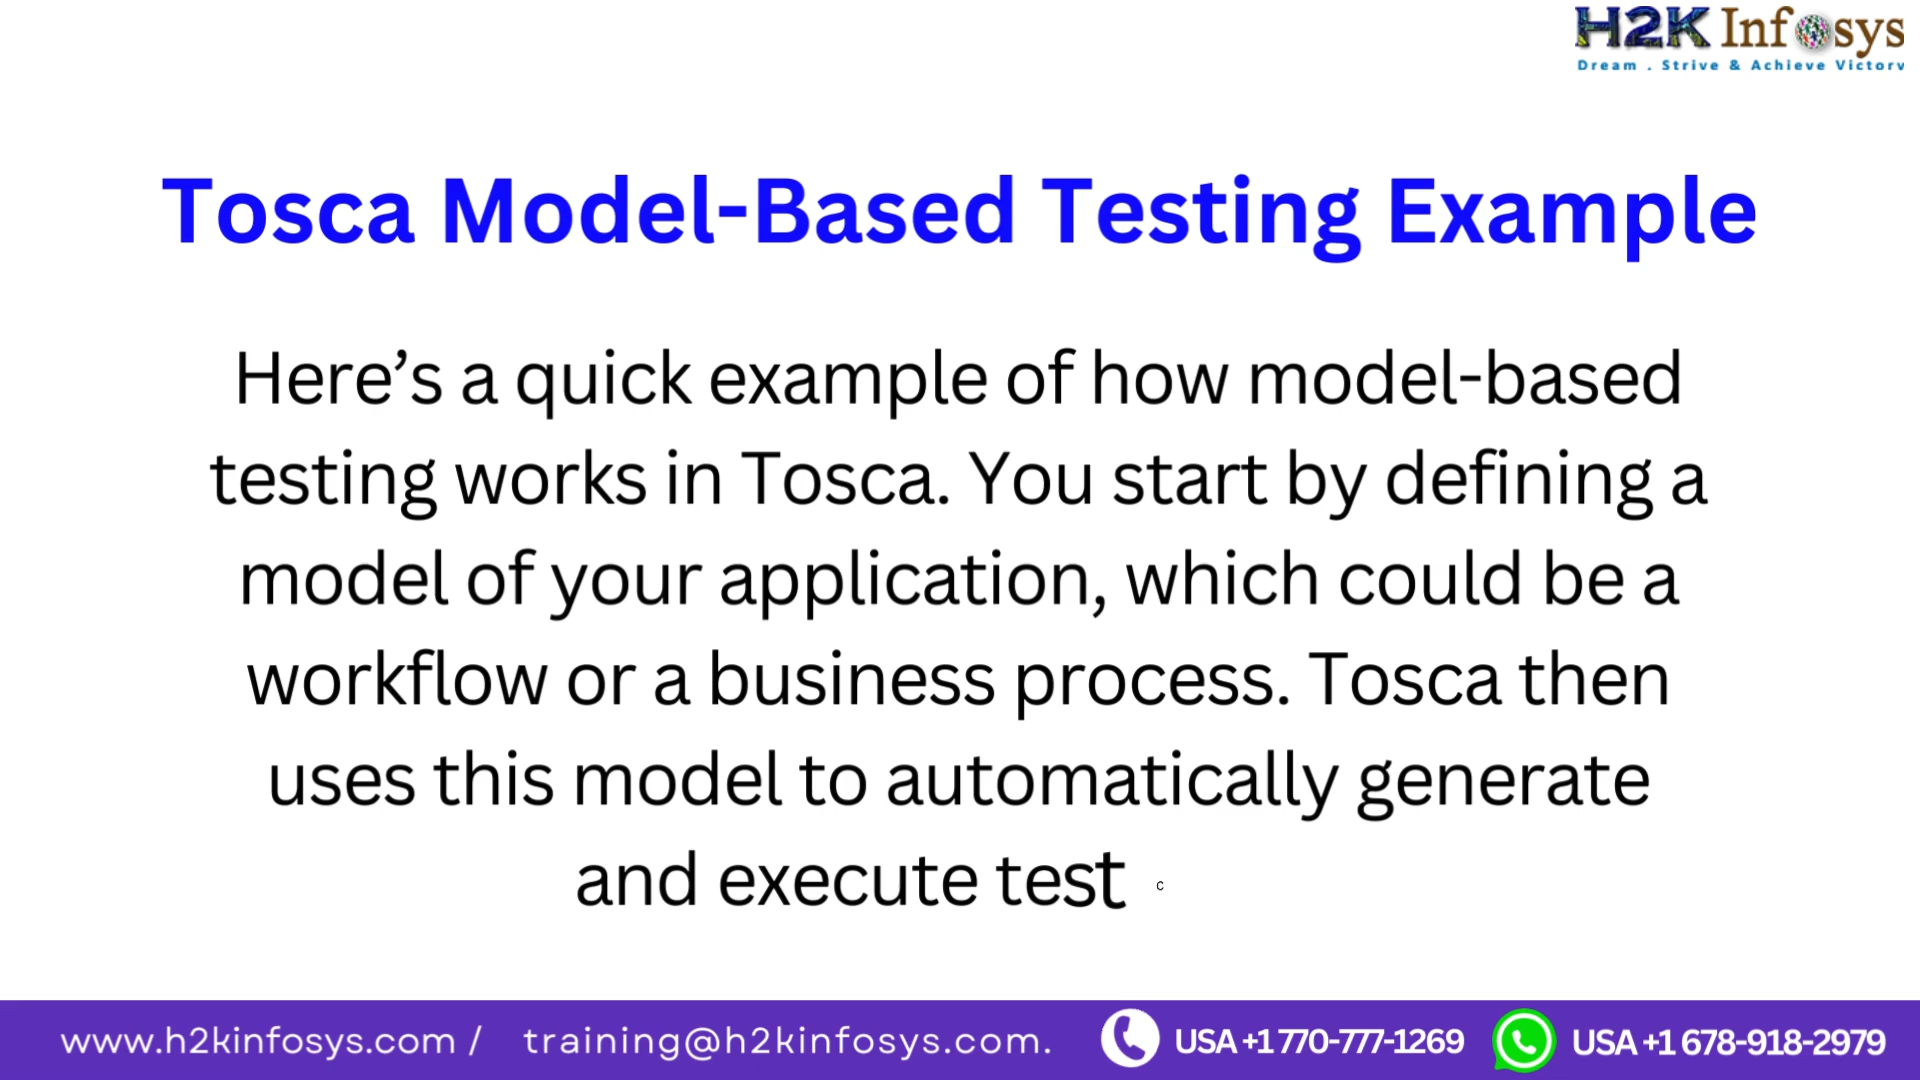 H2K Infosys
Dream . Strive & Achieve Victory
Tosca Model-Based Testing Example
Here’s a quick example of how model-based
testing works in Tosca. You start by defining a
model of your application, which could be a
workflow or a business process. Tosca then
uses this model to automatically generate
and execute test c
www.h2kinfosys.com / training@h2kinfosys.com. USA +1 770-777-1269 USA +1 678-918-2979